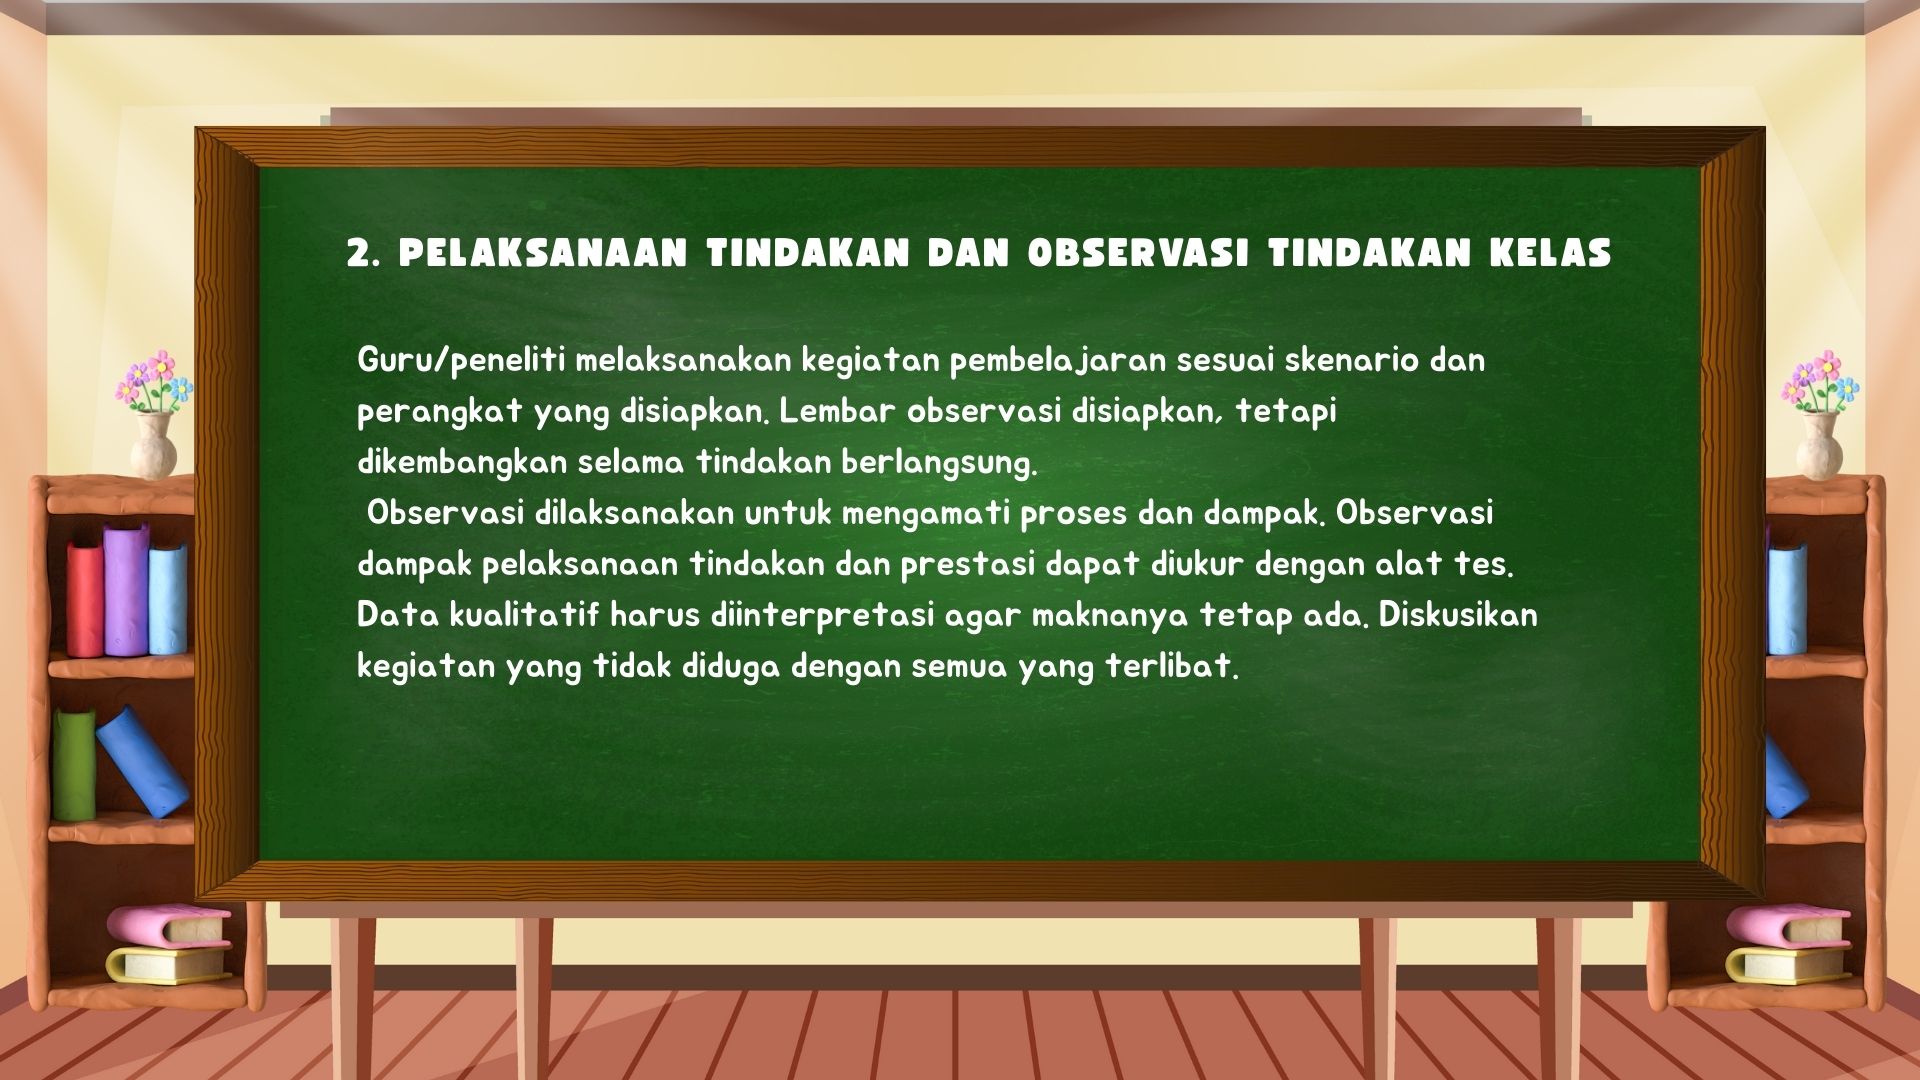 2. PELAKSANAAN TINDAKAN DAN OBSERVASI TINDAKAN KELAS
Guru/peneliti melaksanakan kegiatan pembelajaran sesuai skenario dan
perangkat yang disiapkan. Lembar observasi disiapkan, tetapi
dikembangkan selama tindakan berlangsung.
Observasi dilaksanakan untuk mengamati proses dan dampak. Observasi
dampak pelaksanaan tindakan dan prestasi dapat diukur dengan alat tes.
Data kualitatif harus diinterpretasi agar maknanya tetap ada. Diskusikan
kegiatan yang tidak diduga dengan semua yang terlibat.